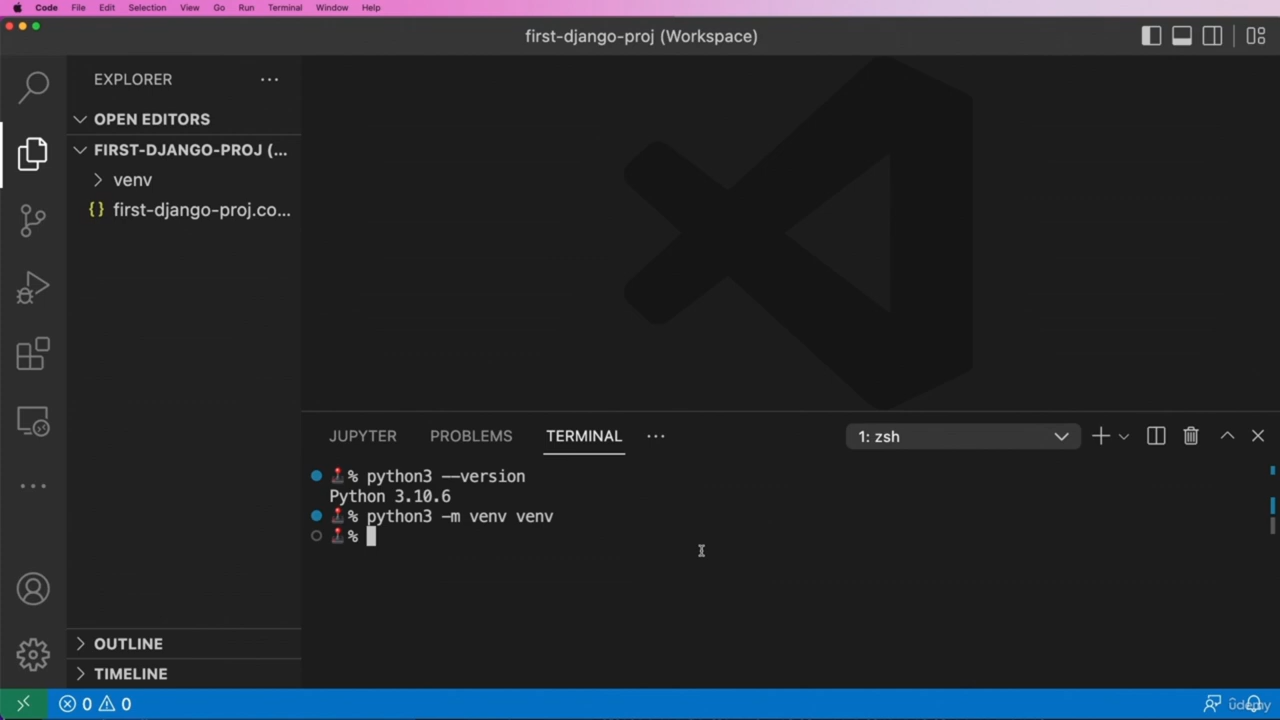 Code File Edit Selection View Go Run Terminal Window Help
first-django-proj (Workspace)
EXPLORER
OPEN EDITORS
FIRST-DJANGO-PROJ (...
venv
{} first-django-proj.co...
OUTLINE
TIMELINE
JUPYTER PROBLEMS TERMINAL ... 1: zsh
% python3 --version
Python 3.10.6
% python3 -m venv venv
%
0 0
ûdemy